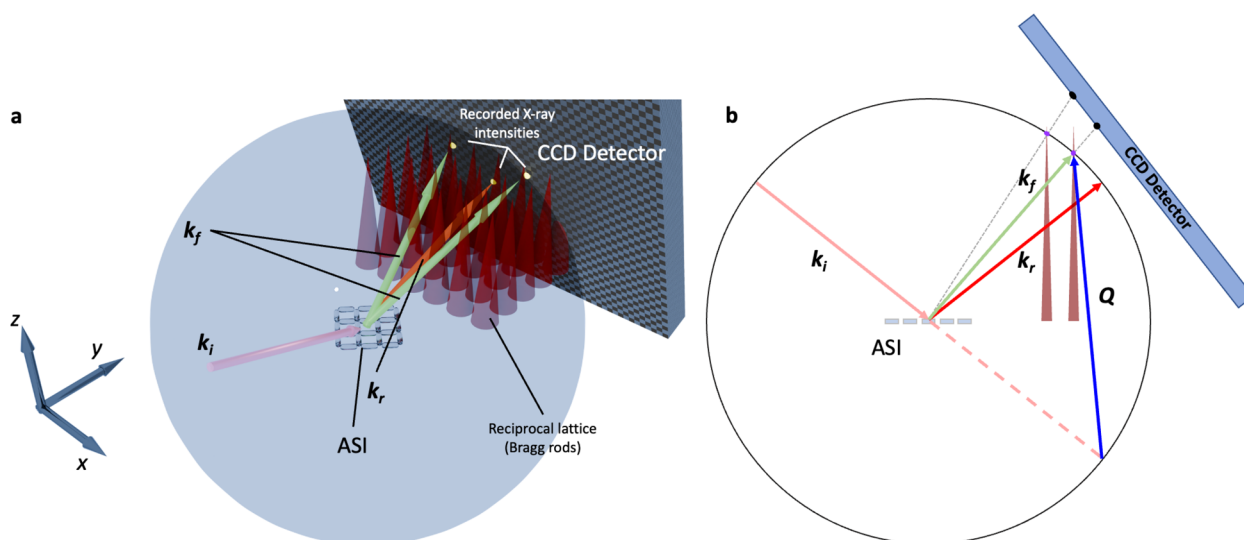 a
Recorded X-ray
intensities
CCD Detector
k_f
k_i
k_r
ASI
Reciprocal lattice
(Bragg rods)
z
y
x
b
CCD Detector
k_f
k_i
k_r
Q
ASI